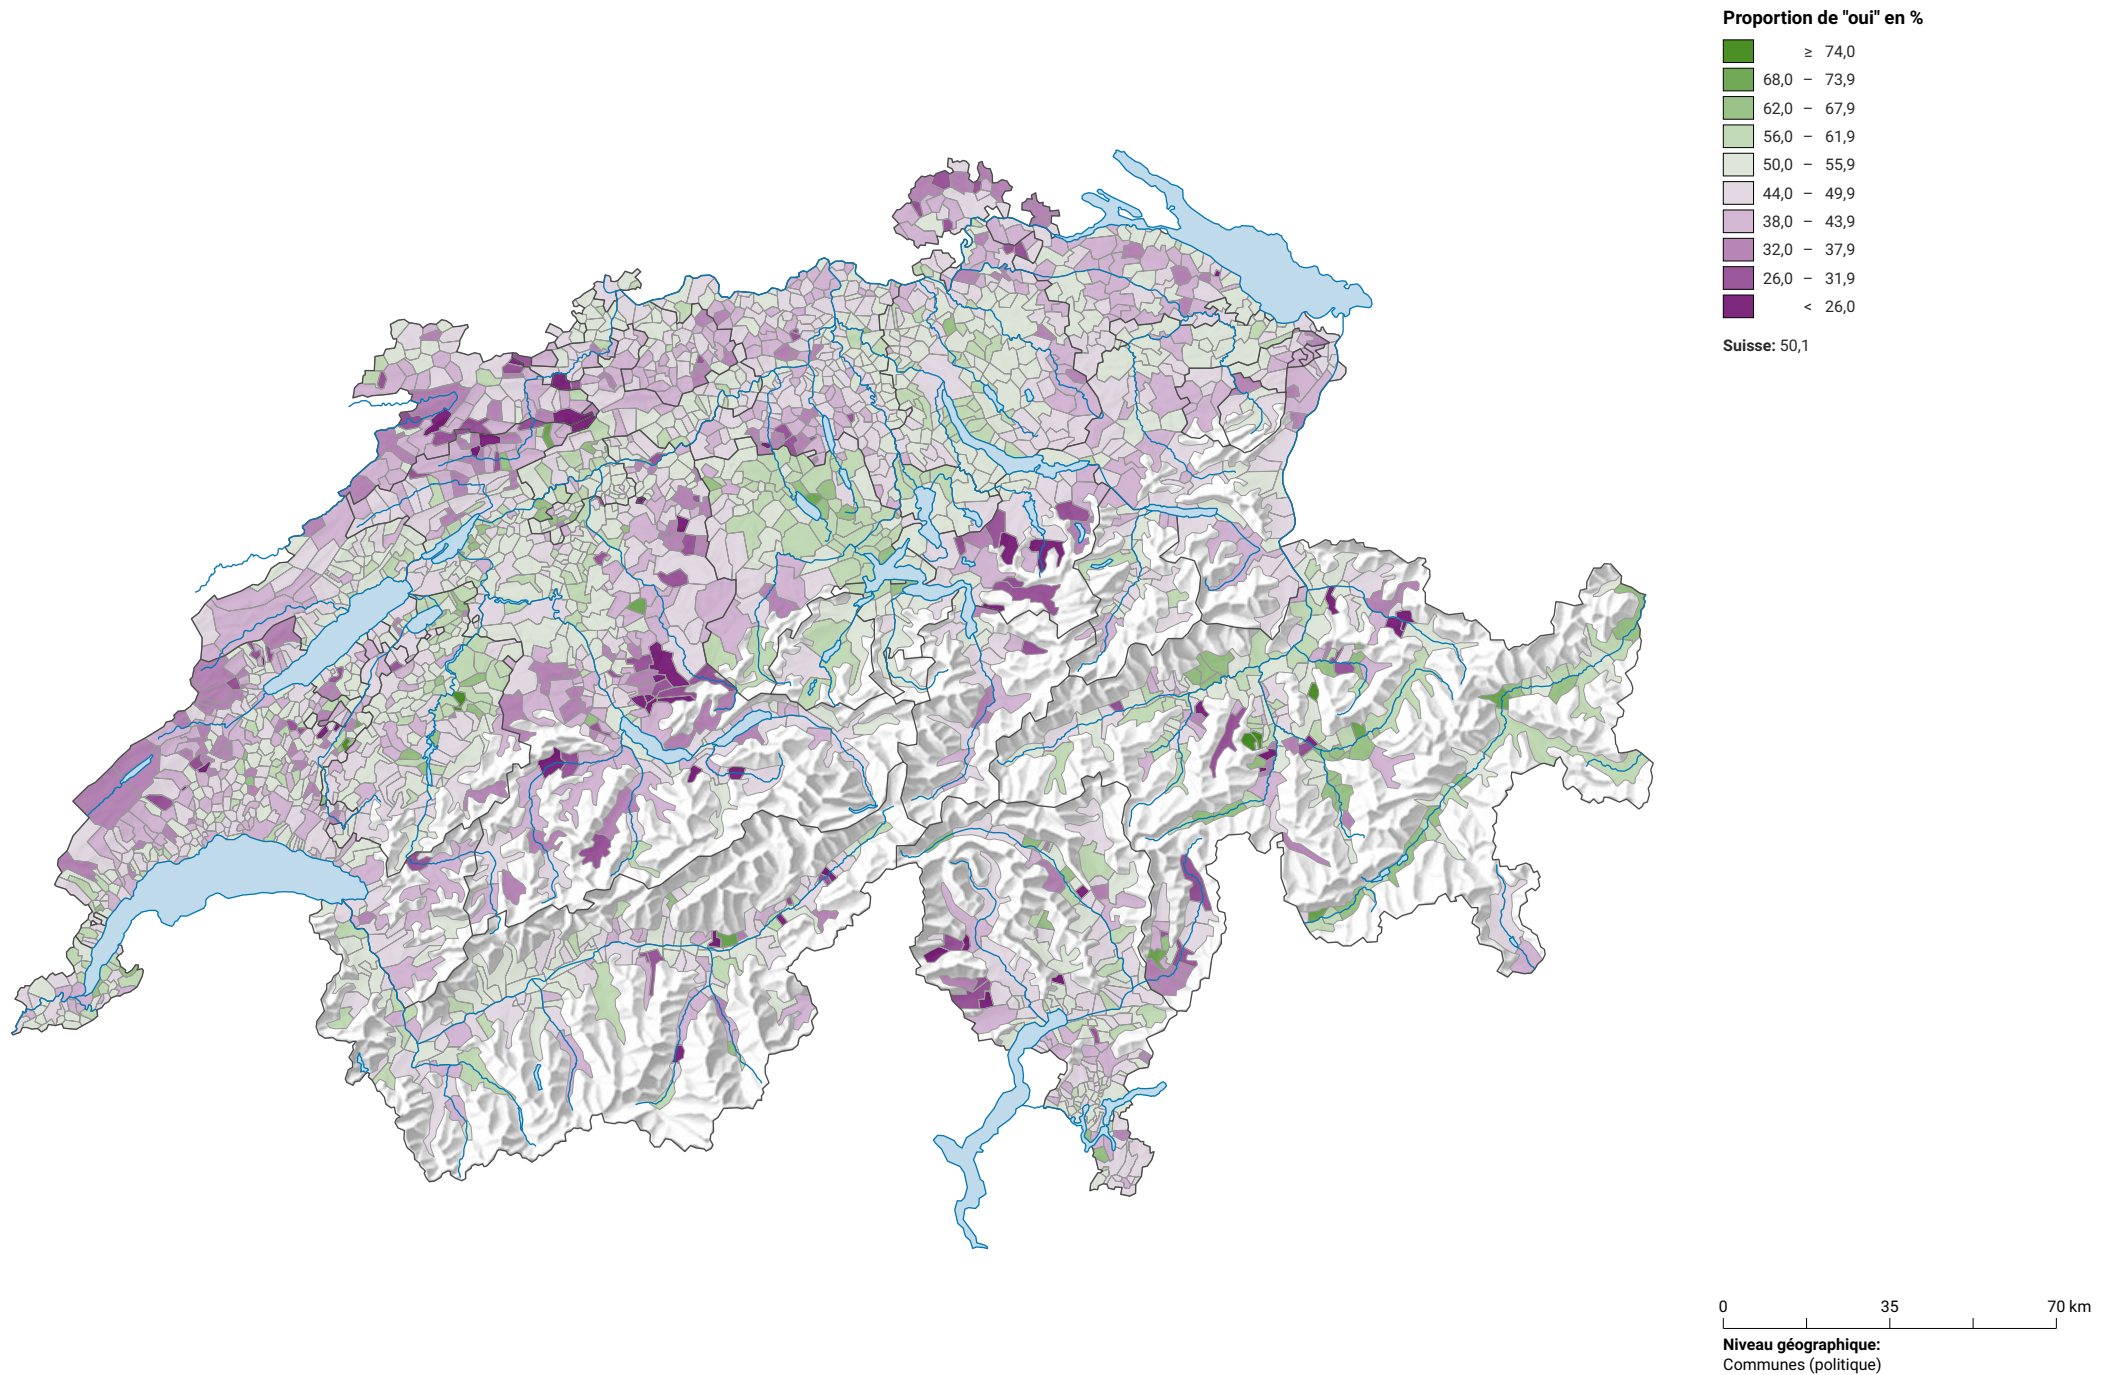 Proportion de "oui" en %
≥ 74,0
68,0 – 73,9
62,0 – 67,9
56,0 – 61,9
50,0 – 55,9
44,0 – 49,9
38,0 – 43,9
32,0 – 37,9
26,0 – 31,9
< 26,0
Suisse: 50,1
0 35 70 km
Niveau géographique:
Communes (politique)